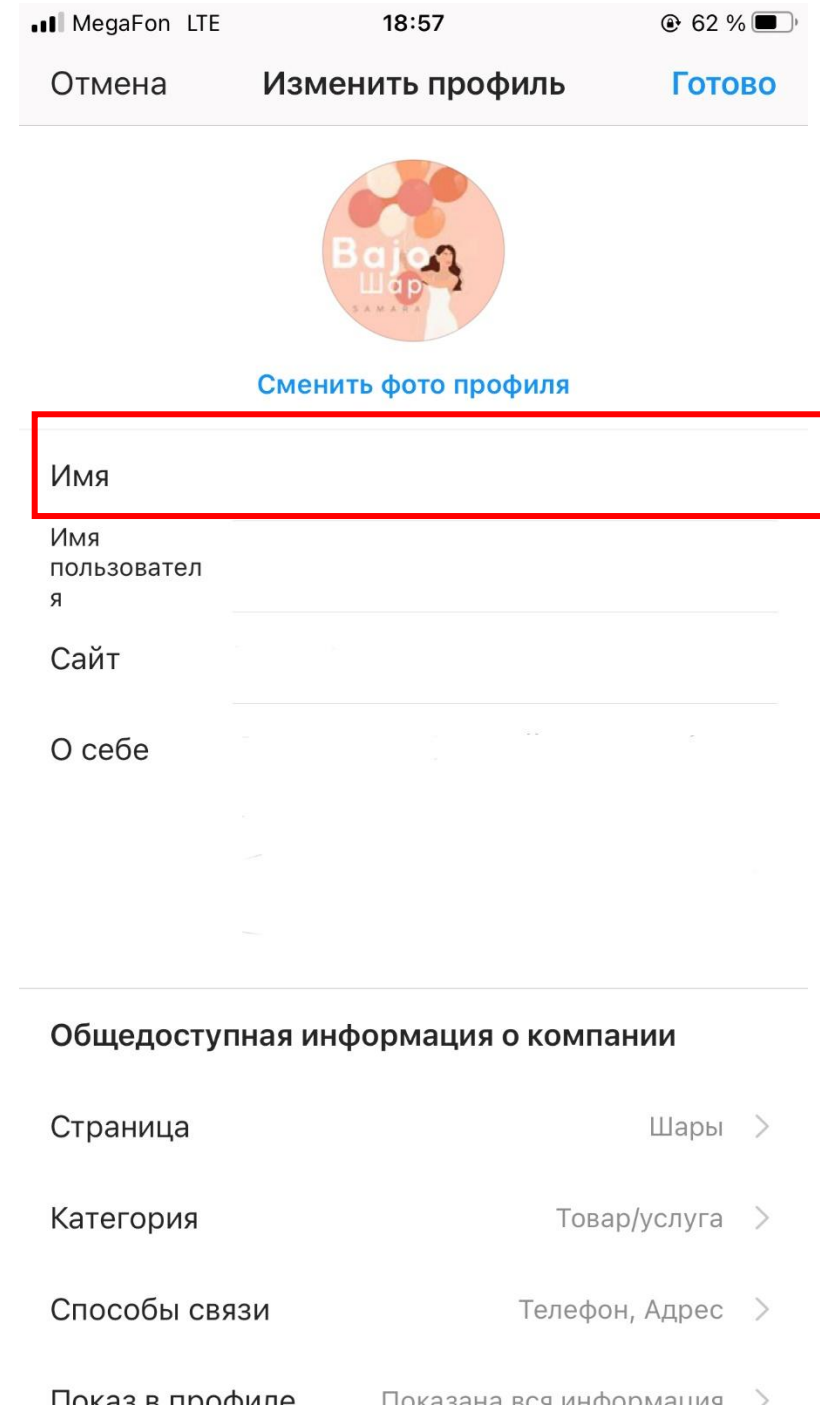 MegaFon LTE 18:57 62 %
Отмена Изменить профиль Готово
Bajo
Шар
SAMARA
Сменить фото профиля
Имя
Имя
пользовател
я
Сайт
О себе
Общедоступная информация о компании
Страница Шары
Категория Товар/услуга
Способы связи Телефон, Адрес
Показ в профиле Показана вся информация